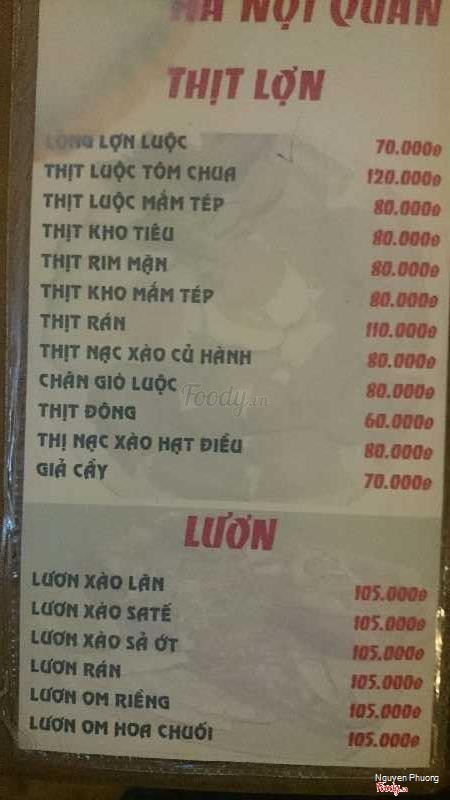 HÀ NỘI QUÁN
THỊT LỢN
LÒNG LỢN LUỘC 70.000đ
THỊT LUỘC TÔM CHUA 120.000đ
THỊT LUỘC MẮM TÉP 80.000đ
THỊT KHO TIÊU 80.000đ
THỊT RIM MẶN 80.000đ
THỊT KHO MẮM TÉP 80.000đ
THỊT RÁN 110.000đ
THỊT NẠC XÀO CỦ HÀNH 80.000đ
CHÂN GIÒ LUỘC 80.000đ
THỊT ĐÔNG 60.000đ
THỊ NẠC XÀO HẠT ĐIỀU 80.000đ
GIẢ CẦY 70.000đ
Foody.vn
LƯƠN
LƯƠN XÀO LĂN 105.000đ
LƯƠN XÀO SATẾ 105.000đ
LƯƠN XÀO SẢ ỚT 105.000đ
LƯƠN RÁN 105.000đ
LƯƠN OM RIỀNG 105.000đ
LƯƠN OM HOA CHUỐI 105.000đ
Nguyen Phuong
Foody.vn